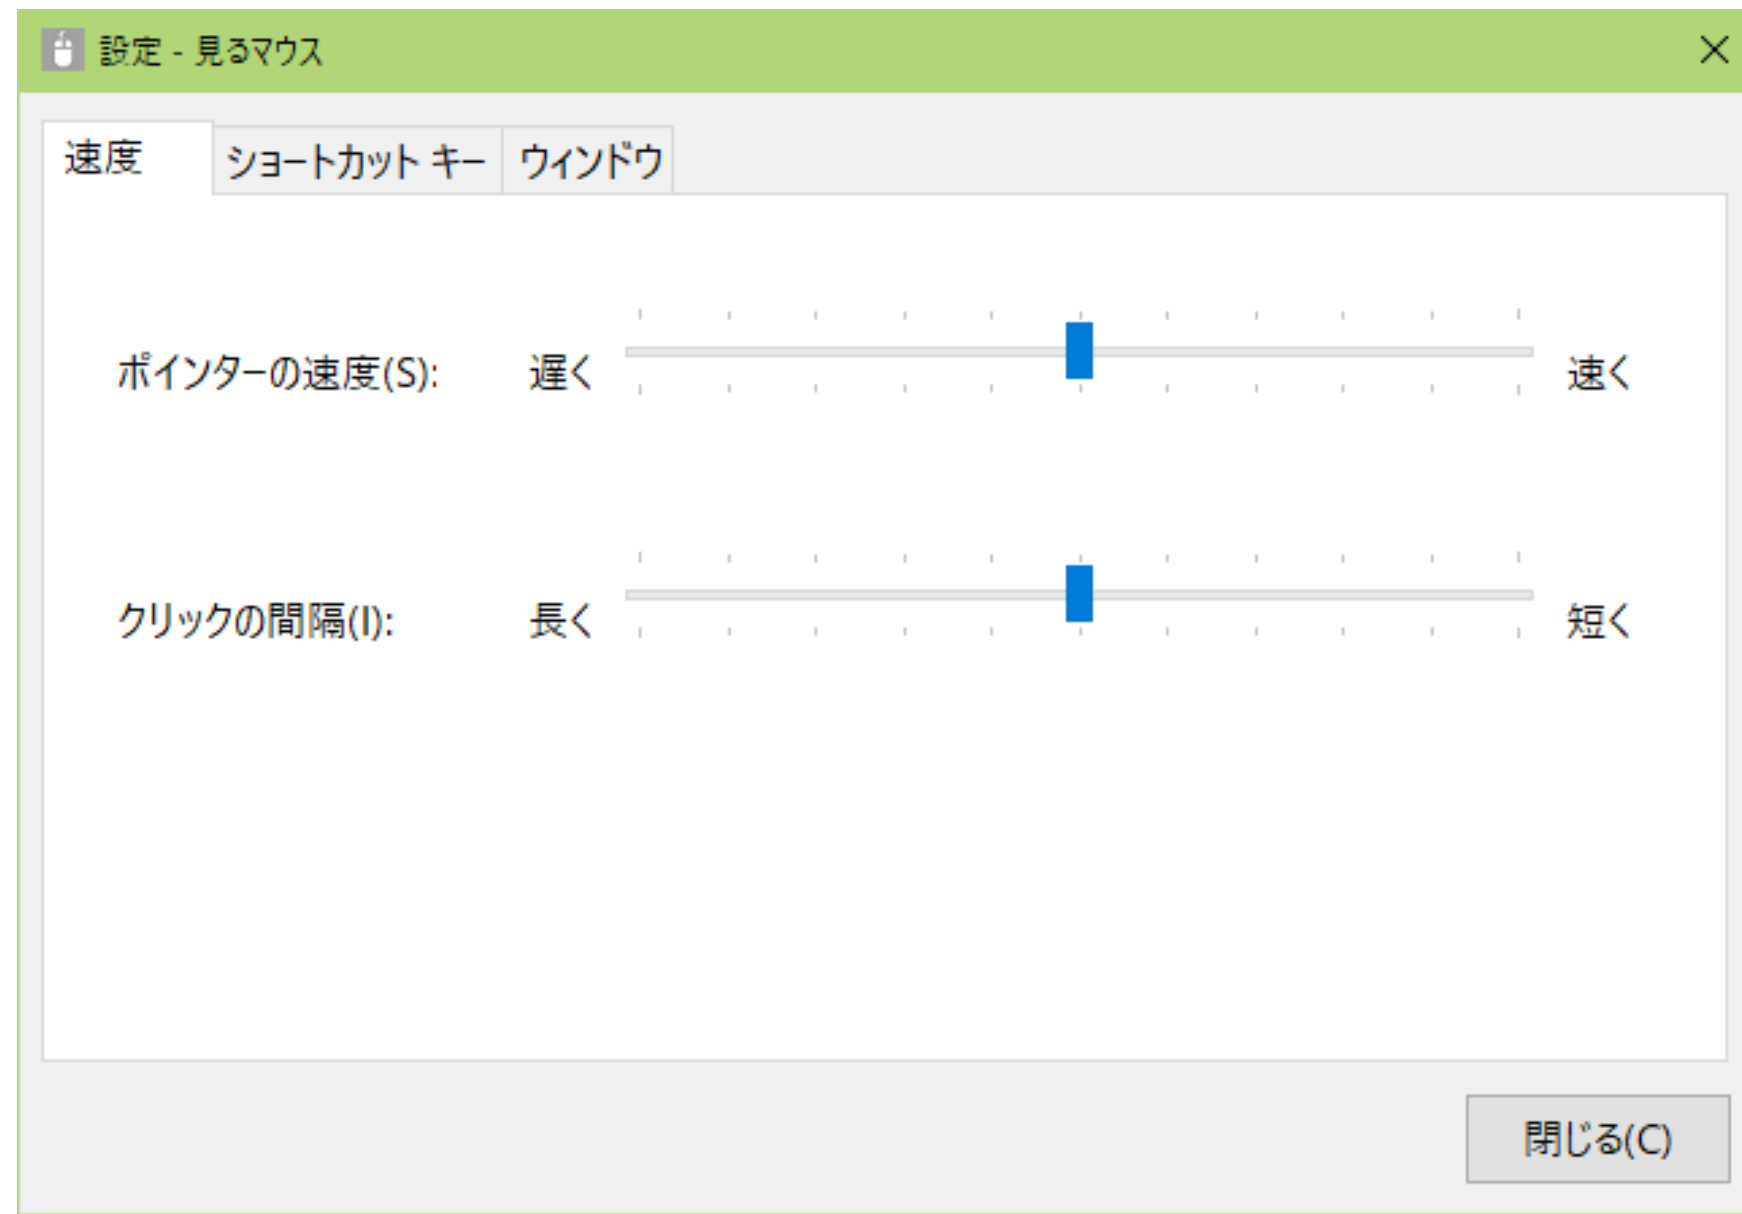 設定 - 見るマウス
速度 ショートカット キー ウィンドウ
ポインターの速度(S): 遅く 速く
クリックの間隔(I): 長く 短く
閉じる(C)